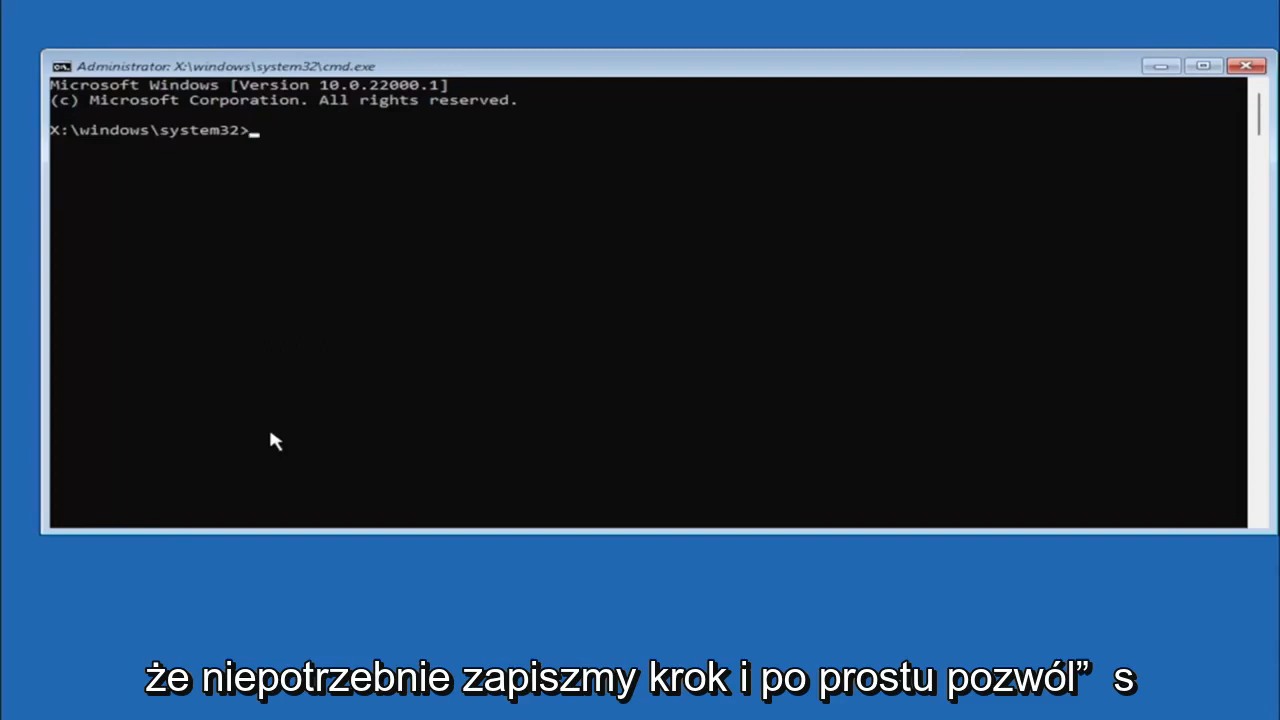 Administrator: X:\windows\system32\cmd.exe
Microsoft Windows [Version 10.0.22000.1]
(c) Microsoft Corporation. All rights reserved.
X:\windows\system32>
że niepotrzebnie zapiszmy krok i po prostu pozwól” s